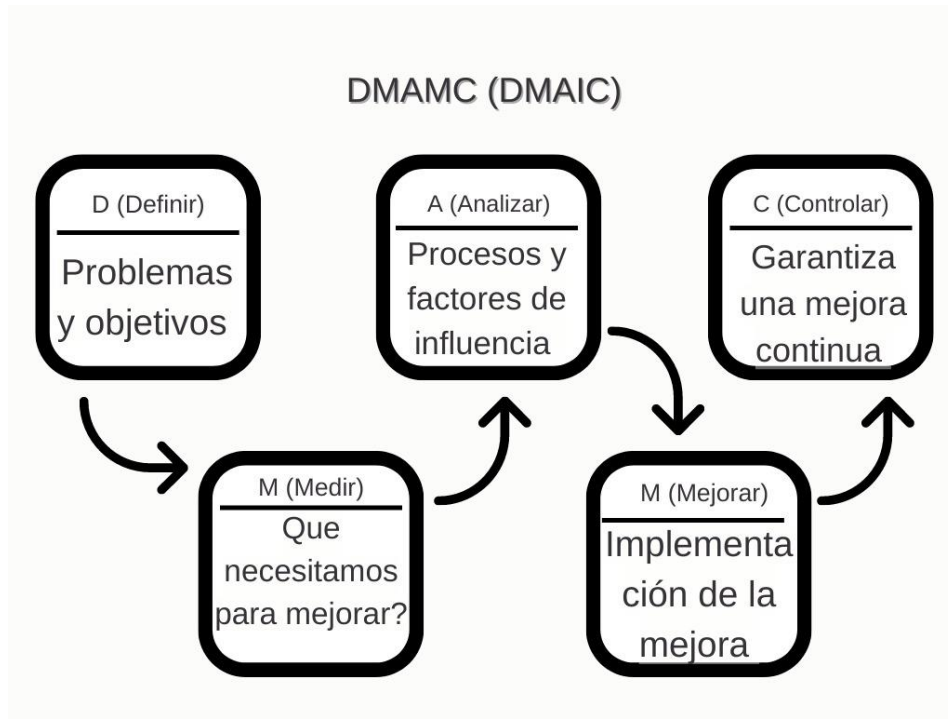 DMAMC (DMAIC)
D (Definir)
Problemas
y objetivos
M (Medir)
Que
necesitamos
para mejorar?
A (Analizar)
Procesos y
factores de
influencia
M (Mejorar)
Implementa
ción de la
mejora
C (Controlar)
Garantiza
una mejora
continua